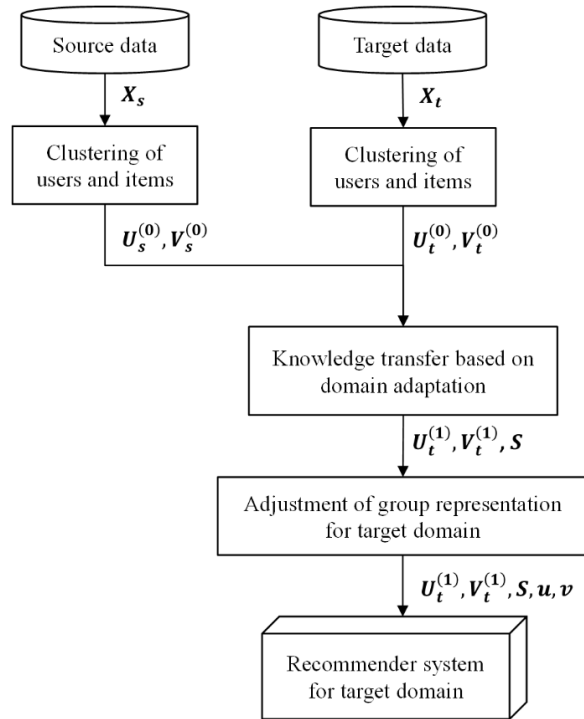 Source data
Target data
X_s
X_t
Clustering of
users and items
Clustering of
users and items
U_s^(0), V_s^(0)
U_t^(0), V_t^(0)
Knowledge transfer based on
domain adaptation
U_t^(1), V_t^(1), S
Adjustment of group representation
for target domain
U_t^(1), V_t^(1), S, u, v
Recommender system
for target domain